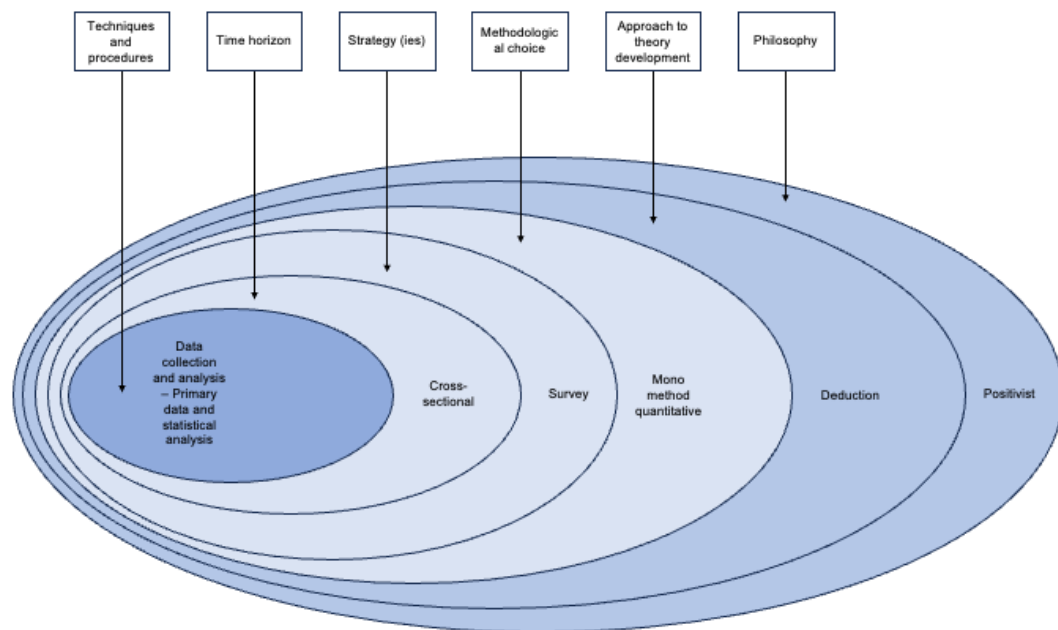 Techniques
and
procedures
Time horizon
Strategy (ies)
Methodologic
al choice
Approach to
theory
development
Philosophy
Data
collection
and analysis
– Primary
data and
statistical
analysis
Cross-
sectional
Survey
Mono
method
quantitative
Deduction
Positivist